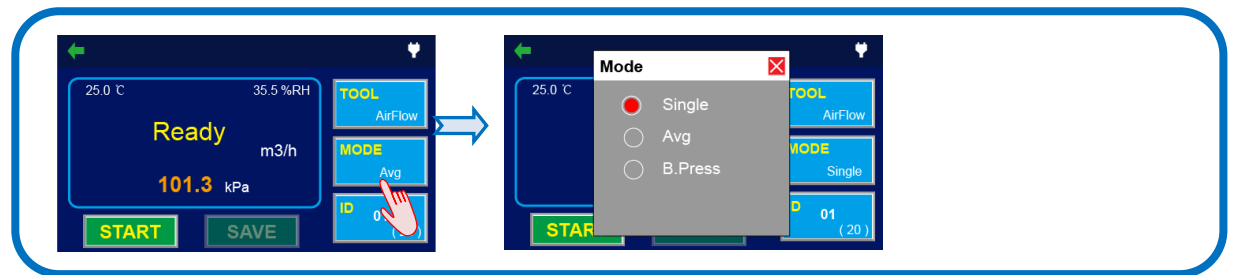 25.0 ℃ 35.5 %RH
Ready
m3/h
101.3 kPa
START SAVE
TOOL
AirFlow
MODE
Avg
ID
Mode
Single
Avg
B.Press
25.0 ℃
TOOL
AirFlow
MODE
Single
ID 01
( 20 )